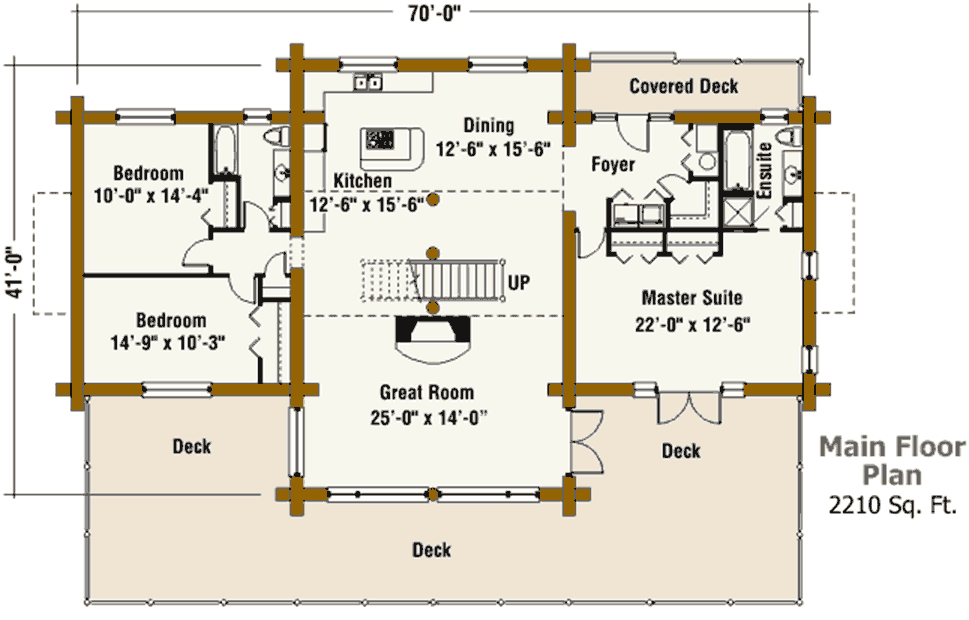 70'-0"
Covered Deck
Dining
12'-6" x 15'-6"
Foyer
Ensuite
Bedroom
10'-0" x 14'-4"
Kitchen
12'-6" x 15'-6"
41'-0"
UP
Master Suite
22'-0" x 12'-6"
Bedroom
14'-9" x 10'-3"
Great Room
25'-0" x 14'-0"
Deck
Deck
Main Floor
Plan
2210 Sq. Ft.
Deck